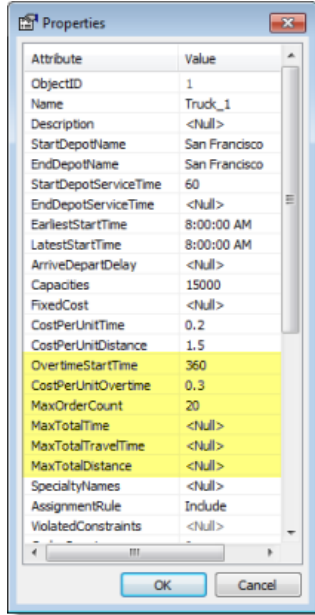 Properties
Attribute Value
ObjectID 1
Name Truck_1
Description <Null>
StartDepotName San Francisco
EndDepotName San Francisco
StartDepotServiceTime 60
EndDepotServiceTime <Null>
EarliestStartTime 8:00:00 AM
LatestStartTime 8:00:00 AM
ArriveDepartDelay <Null>
Capacities 15000
FixedCost <Null>
CostPerUnitTime 0.2
CostPerUnitDistance 1.5
OvertimeStartTime 360
CostPerUnitOvertime 0.3
MaxOrderCount 20
MaxTotalTime <Null>
MaxTotalTravelTime <Null>
MaxTotalDistance <Null>
SpecialtyNames <Null>
AssignmentRule Include
ViolatedConstraints <Null>
OK Cancel